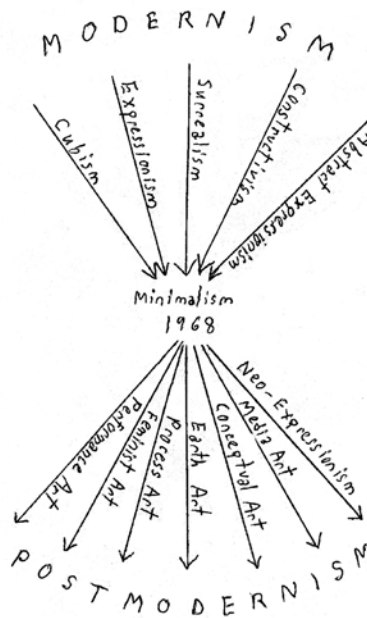 MODERNISM
Cubism
Expressionism
Surrealism
Constructivism
Abstract Expressionism
Minimalism
1968
Performance Art
Feminist Art
Process Art
Earth Art
Conceptual Art
Media Art
Neo-Expressionism
POSTMODERNISM